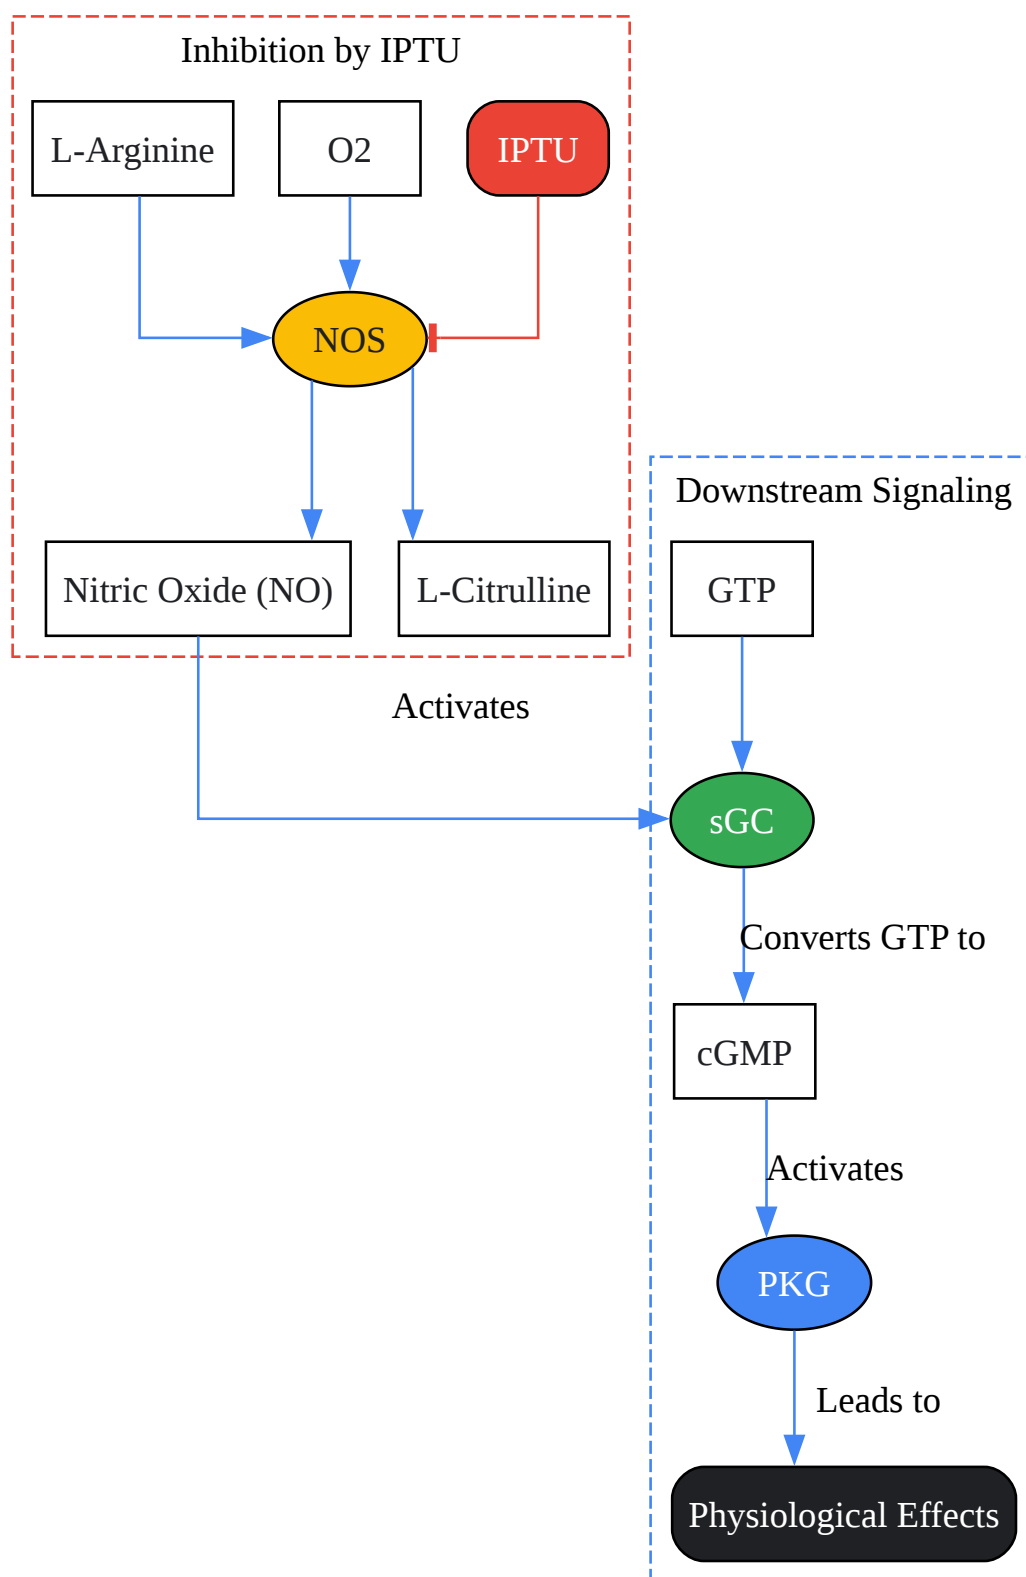 Inhibition by IPTU
L-Arginine
O2
IPTU
NOS
Nitric Oxide (NO)
L-Citrulline
Downstream Signaling
GTP
Activates
sGC
Converts GTP to
cGMP
Activates
PKG
Leads to
Physiological Effects